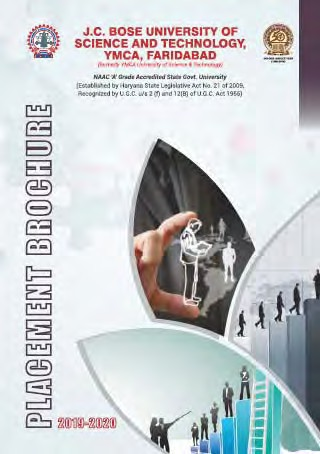 J.C. BOSE UNIVERSITY OF
SCIENCE AND TECHNOLOGY,
YMCA, FARIDABAD
(formerly YMCA University of Science & Technology)
NAAC 'A' Grade Accredited State Govt. University
(Established by Haryana State Legislative Act No. 21 of 2009,
Recognized by U.G.C. u/s 2 (f) and 12(B) of U.G.C. Act 1956)
PLACEMENT BROCHURE
2019-2020